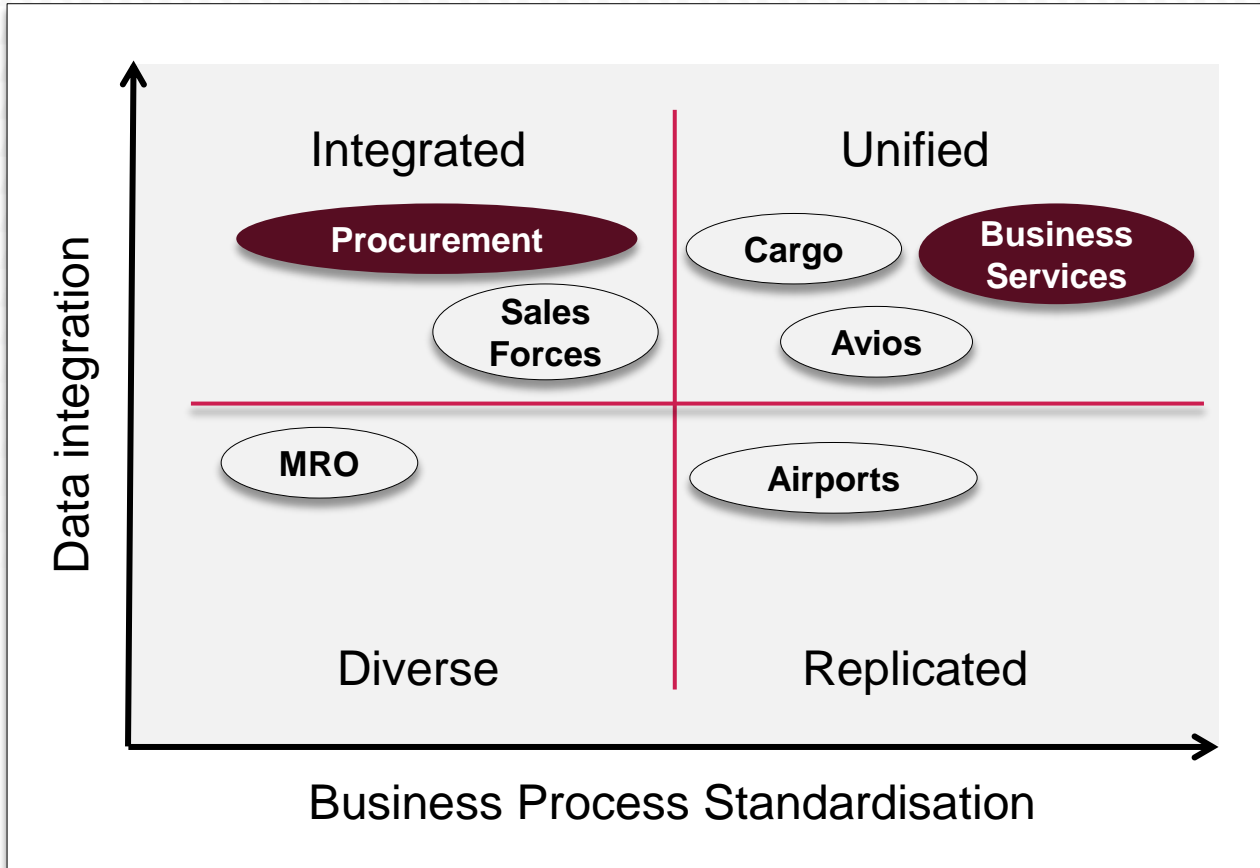 Integrated
Unified
Procurement
Cargo
Business
Services
Sales
Forces
Avios
Data integration
MRO
Airports
Diverse
Replicated
Business Process Standardisation